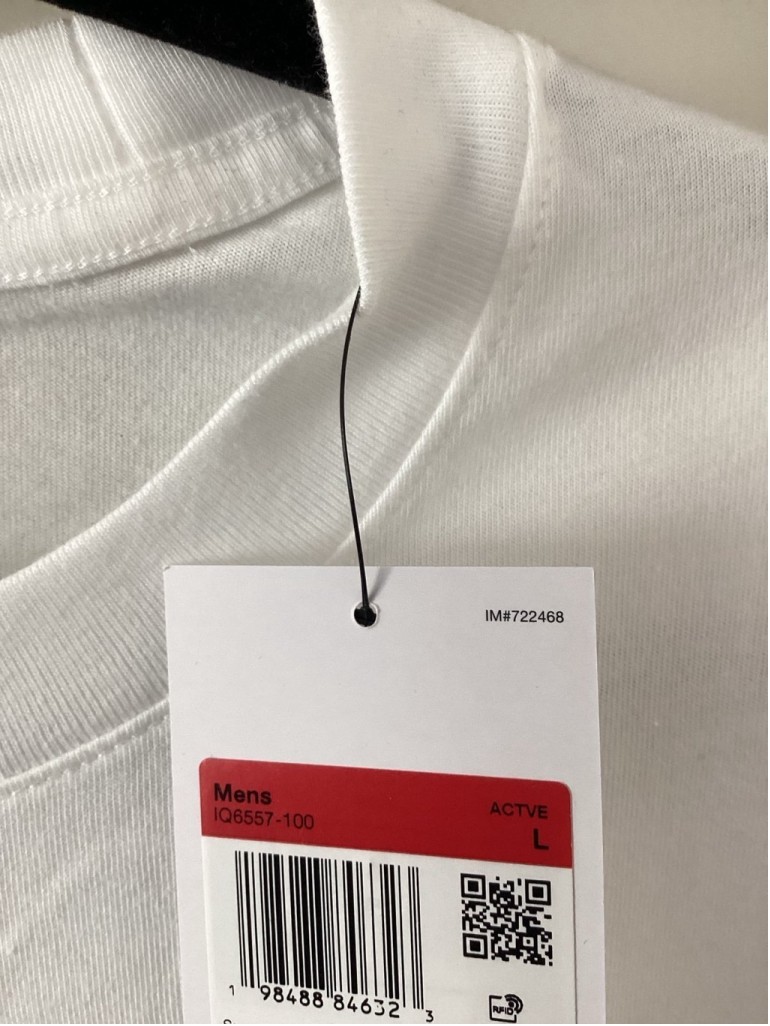 IM#722468
Mens
IQ6557-100
ACTVE
L
1 98488 84632 3
RFID